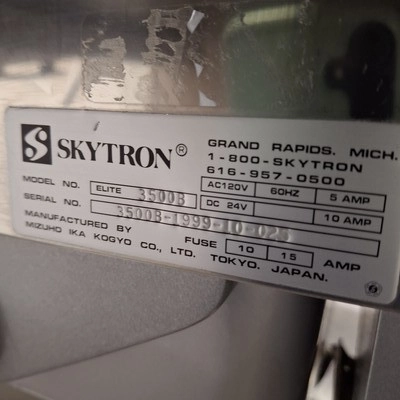 SKYTRON®
GRAND RAPIDS. MICH.
1-800-SKYTRON
616-957-0500
MODEL NO. ELITE 3500B
AC120V 60HZ 5 AMP
SERIAL NO. 3500B-1999-10-023
DC 24V 10 AMP
MANUFACTURED BY
MIZUHO IKA KOGYO CO., LTD. TOKYO. JAPAN.
FUSE 10 15 AMP